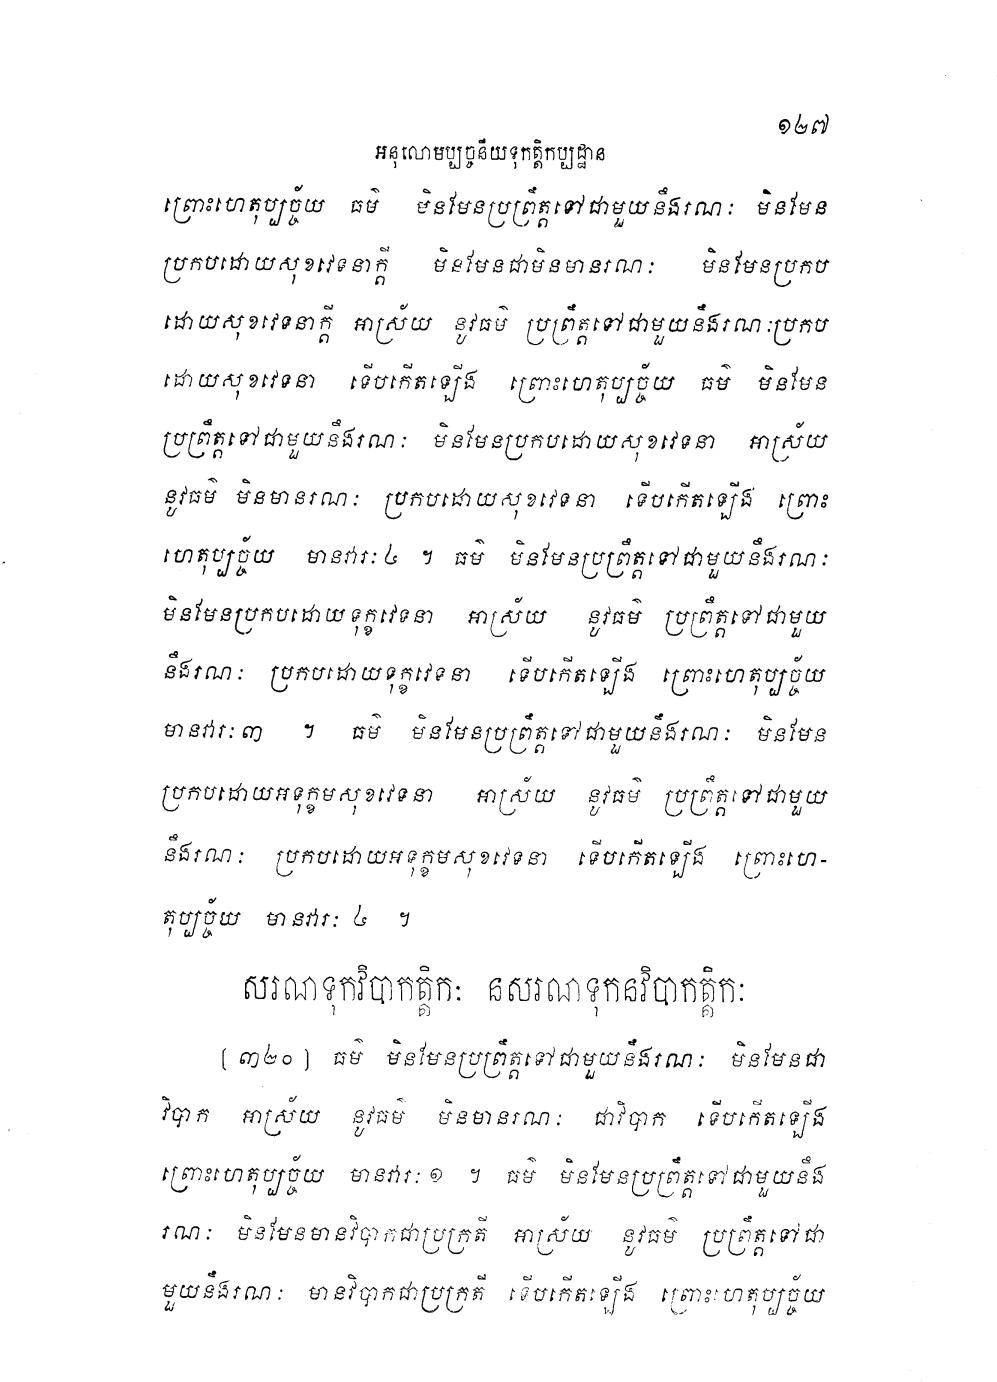 ១២៧
អនុលោមប្បច្ចនីយទុកត្តិកប្បដ្ឋាន
ព្រោះហេតុប្បច្ច័យ ធម៌ មិនមែនប្រព្រឹត្តទៅជាមួយនឹងរណៈ មិនមែន
ប្រកបដោយសុខវេទនាក្តី មិនមែនជាមិនមានរណៈ មិនមែនប្រកប
ដោយសុខវេទនាក្តី អាស្រ័យ នូវធម៌ ប្រព្រឹត្តទៅជាមួយនឹងរណៈប្រកប
ដោយសុខវេទនា ទើបកើតឡើង ព្រោះហេតុប្បច្ច័យ ធម៌ មិនមែន
ប្រព្រឹត្តទៅជាមួយនឹងរណៈ មិនមែនប្រកបដោយសុខវេទនា អាស្រ័យ
នូវធម៌ មិនមានរណៈ ប្រកបដោយសុខវេទនា ទើបកើតឡើង ព្រោះ
ហេតុប្បច្ច័យ មានវារៈ ៤ ។ ធម៌ មិនមែនប្រព្រឹត្តទៅជាមួយនឹងរណៈ
មិនមែនប្រកបដោយទុក្ខវេទនា អាស្រ័យ នូវធម៌ ប្រព្រឹត្តទៅជាមួយ
នឹងរណៈ ប្រកបដោយទុក្ខវេទនា ទើបកើតឡើង ព្រោះហេតុប្បច្ច័យ
មានវារៈ ៣ ។ ធម៌ មិនមែនប្រព្រឹត្តទៅជាមួយនឹងរណៈ មិនមែន
ប្រកបដោយអទុក្ខមសុខវេទនា អាស្រ័យ នូវធម៌ ប្រព្រឹត្តទៅជាមួយ
នឹងរណៈ ប្រកបដោយអទុក្ខមសុខវេទនា ទើបកើតឡើង ព្រោះហេ-
តុប្បច្ច័យ មានវារៈ ៤ ។
សរណទុកវិបាកត្តិកៈ នសរណទុកនវិបាកត្តិកៈ
[ ៣២០ ] ធម៌ មិនមែនប្រព្រឹត្តទៅជាមួយនឹងរណៈ មិនមែនជា
វិបាក អាស្រ័យ នូវធម៌ មិនមានរណៈ ជាវិបាក ទើបកើតឡើង
ព្រោះហេតុប្បច្ច័យ មានវារៈ ១ ។ ធម៌ មិនមែនប្រព្រឹត្តទៅជាមួយនឹង
រណៈ មិនមែនមានវិបាកជាប្រក្រតី អាស្រ័យ នូវធម៌ ប្រព្រឹត្តទៅជា
មួយនឹងរណៈ មានវិបាកជាប្រក្រតី ទើបកើតឡើង ព្រោះហេតុប្បច្ច័យ